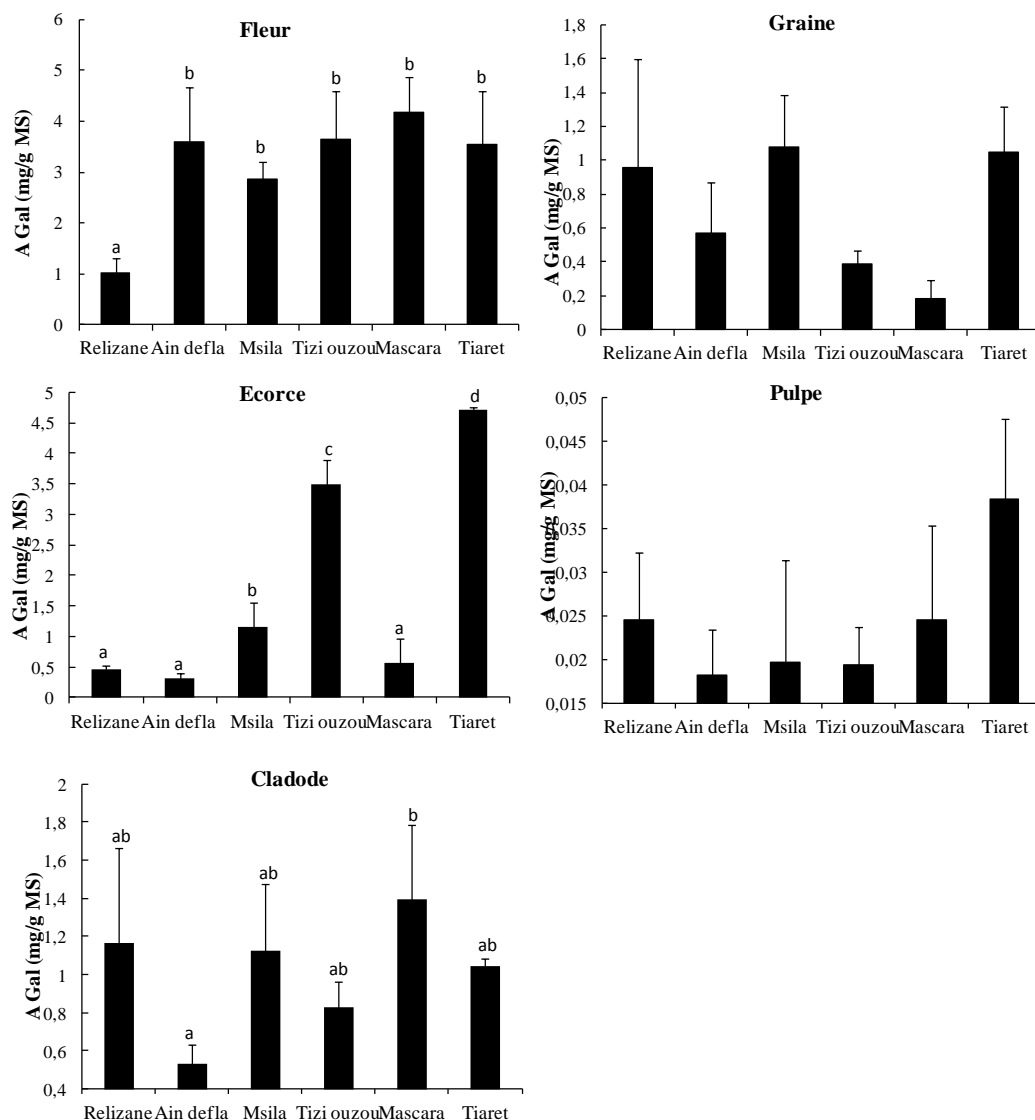 Fleur
A Gal (mg/g MS)
6
5
4
3
2
1
0
a
b
b
b
b
b
Relizane Ain defla Msila Tizi ouzou Mascara Tiaret
Graine
A Gal (mg/g MS)
1,8
1,6
1,4
1,2
1
0,8
0,6
0,4
0,2
0
Relizane Ain defla Msila Tizi ouzou Mascara Tiaret
Ecorce
A Gal (mg/g MS)
5
4,5
4
3,5
3
2,5
2
1,5
1
0,5
0
a
a
b
c
a
d
Relizane Ain defla Msila Tizi ouzou Mascara Tiaret
Pulpe
A Gal (mg/g MS)
0,05
0,045
0,04
0,035
0,03
0,025
0,02
0,015
Relizane Ain defla Msila Tizi ouzou Mascara Tiaret
Cladode
A Gal (mg/g MS)
2
1,8
1,6
1,4
1,2
1
0,8
0,6
0,4
ab
a
ab
ab
b
ab
Relizane Ain defla Msila Tizi ouzou Mascara Tiaret